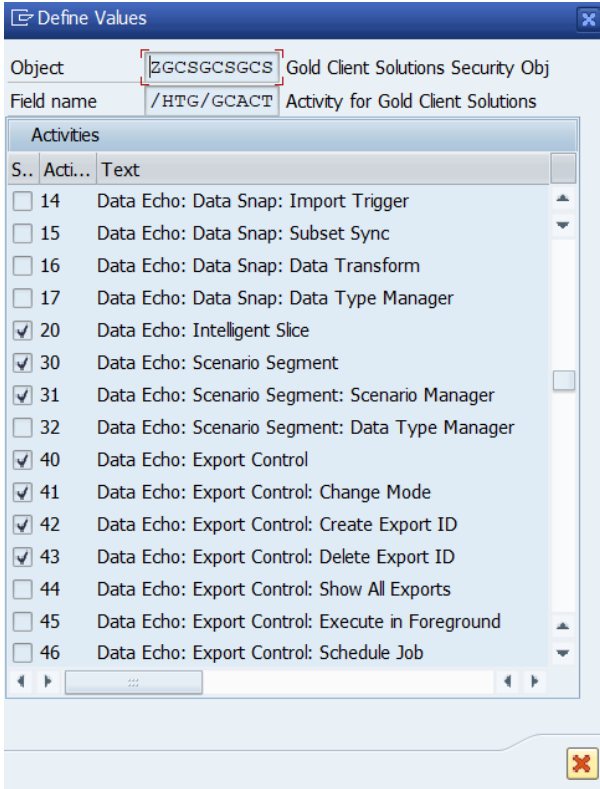 Define Values
Object ZGCSGCSGCS Gold Client Solutions Security Obj
Field name /HTG/GCACT Activity for Gold Client Solutions
Activities
S.. Acti... Text
14 Data Echo: Data Snap: Import Trigger
15 Data Echo: Data Snap: Subset Sync
16 Data Echo: Data Snap: Data Transform
17 Data Echo: Data Snap: Data Type Manager
20 Data Echo: Intelligent Slice
30 Data Echo: Scenario Segment
31 Data Echo: Scenario Segment: Scenario Manager
32 Data Echo: Scenario Segment: Data Type Manager
40 Data Echo: Export Control
41 Data Echo: Export Control: Change Mode
42 Data Echo: Export Control: Create Export ID
43 Data Echo: Export Control: Delete Export ID
44 Data Echo: Export Control: Show All Exports
45 Data Echo: Export Control: Execute in Foreground
46 Data Echo: Export Control: Schedule Job